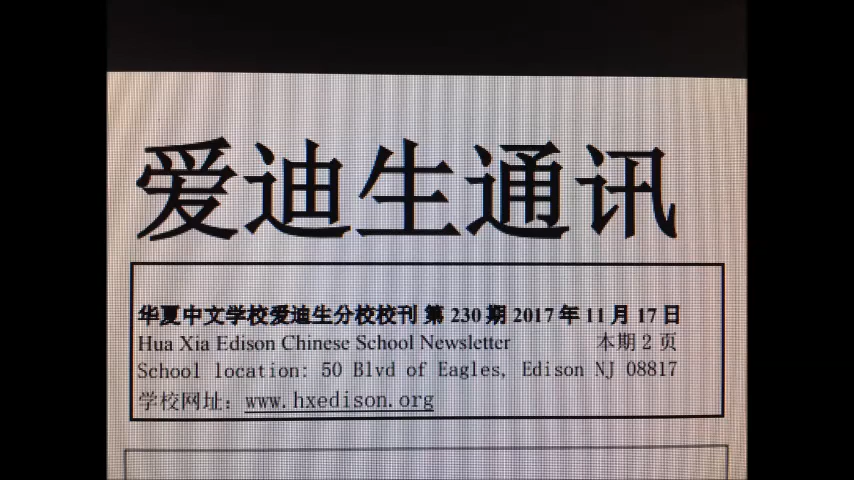 爱迪生通讯
华夏中文学校爱迪生分校校刊 第 230 期 2017 年 11 月 17 日
Hua Xia Edison Chinese School Newsletter 本期 2 页
School location: 50 Blvd of Eagles, Edison NJ 08817
学校网址：www.hxedison.org